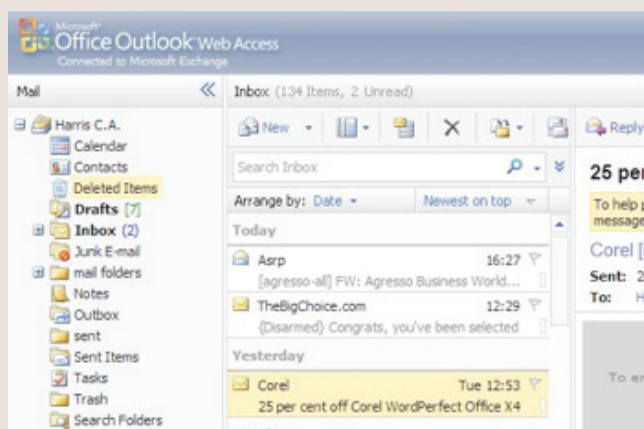 Microsoft®
Office Outlook Web Access
Connected to Microsoft Exchange
Mail
Harris C.A.
Calendar
Contacts
Deleted Items
Drafts [7]
Inbox (2)
Junk E-mail
mail folders
Notes
Outbox
sent
Sent Items
Tasks
Trash
Search Folders
Inbox (134 Items, 2 Unread)
New
Search Inbox
Arrange by: Date Newest on top
Today
Asrp 16:27
[agresso-all] FW: Agresso Business World...
TheBigChoice.com 12:29
{Disarmed} Congrats, you've been selected
Yesterday
Corel Tue 12:53
25 per cent off Corel WordPerfect Office X4
Reply
25 per
To help p
message
Corel [
Sent: 2
To: H
To en